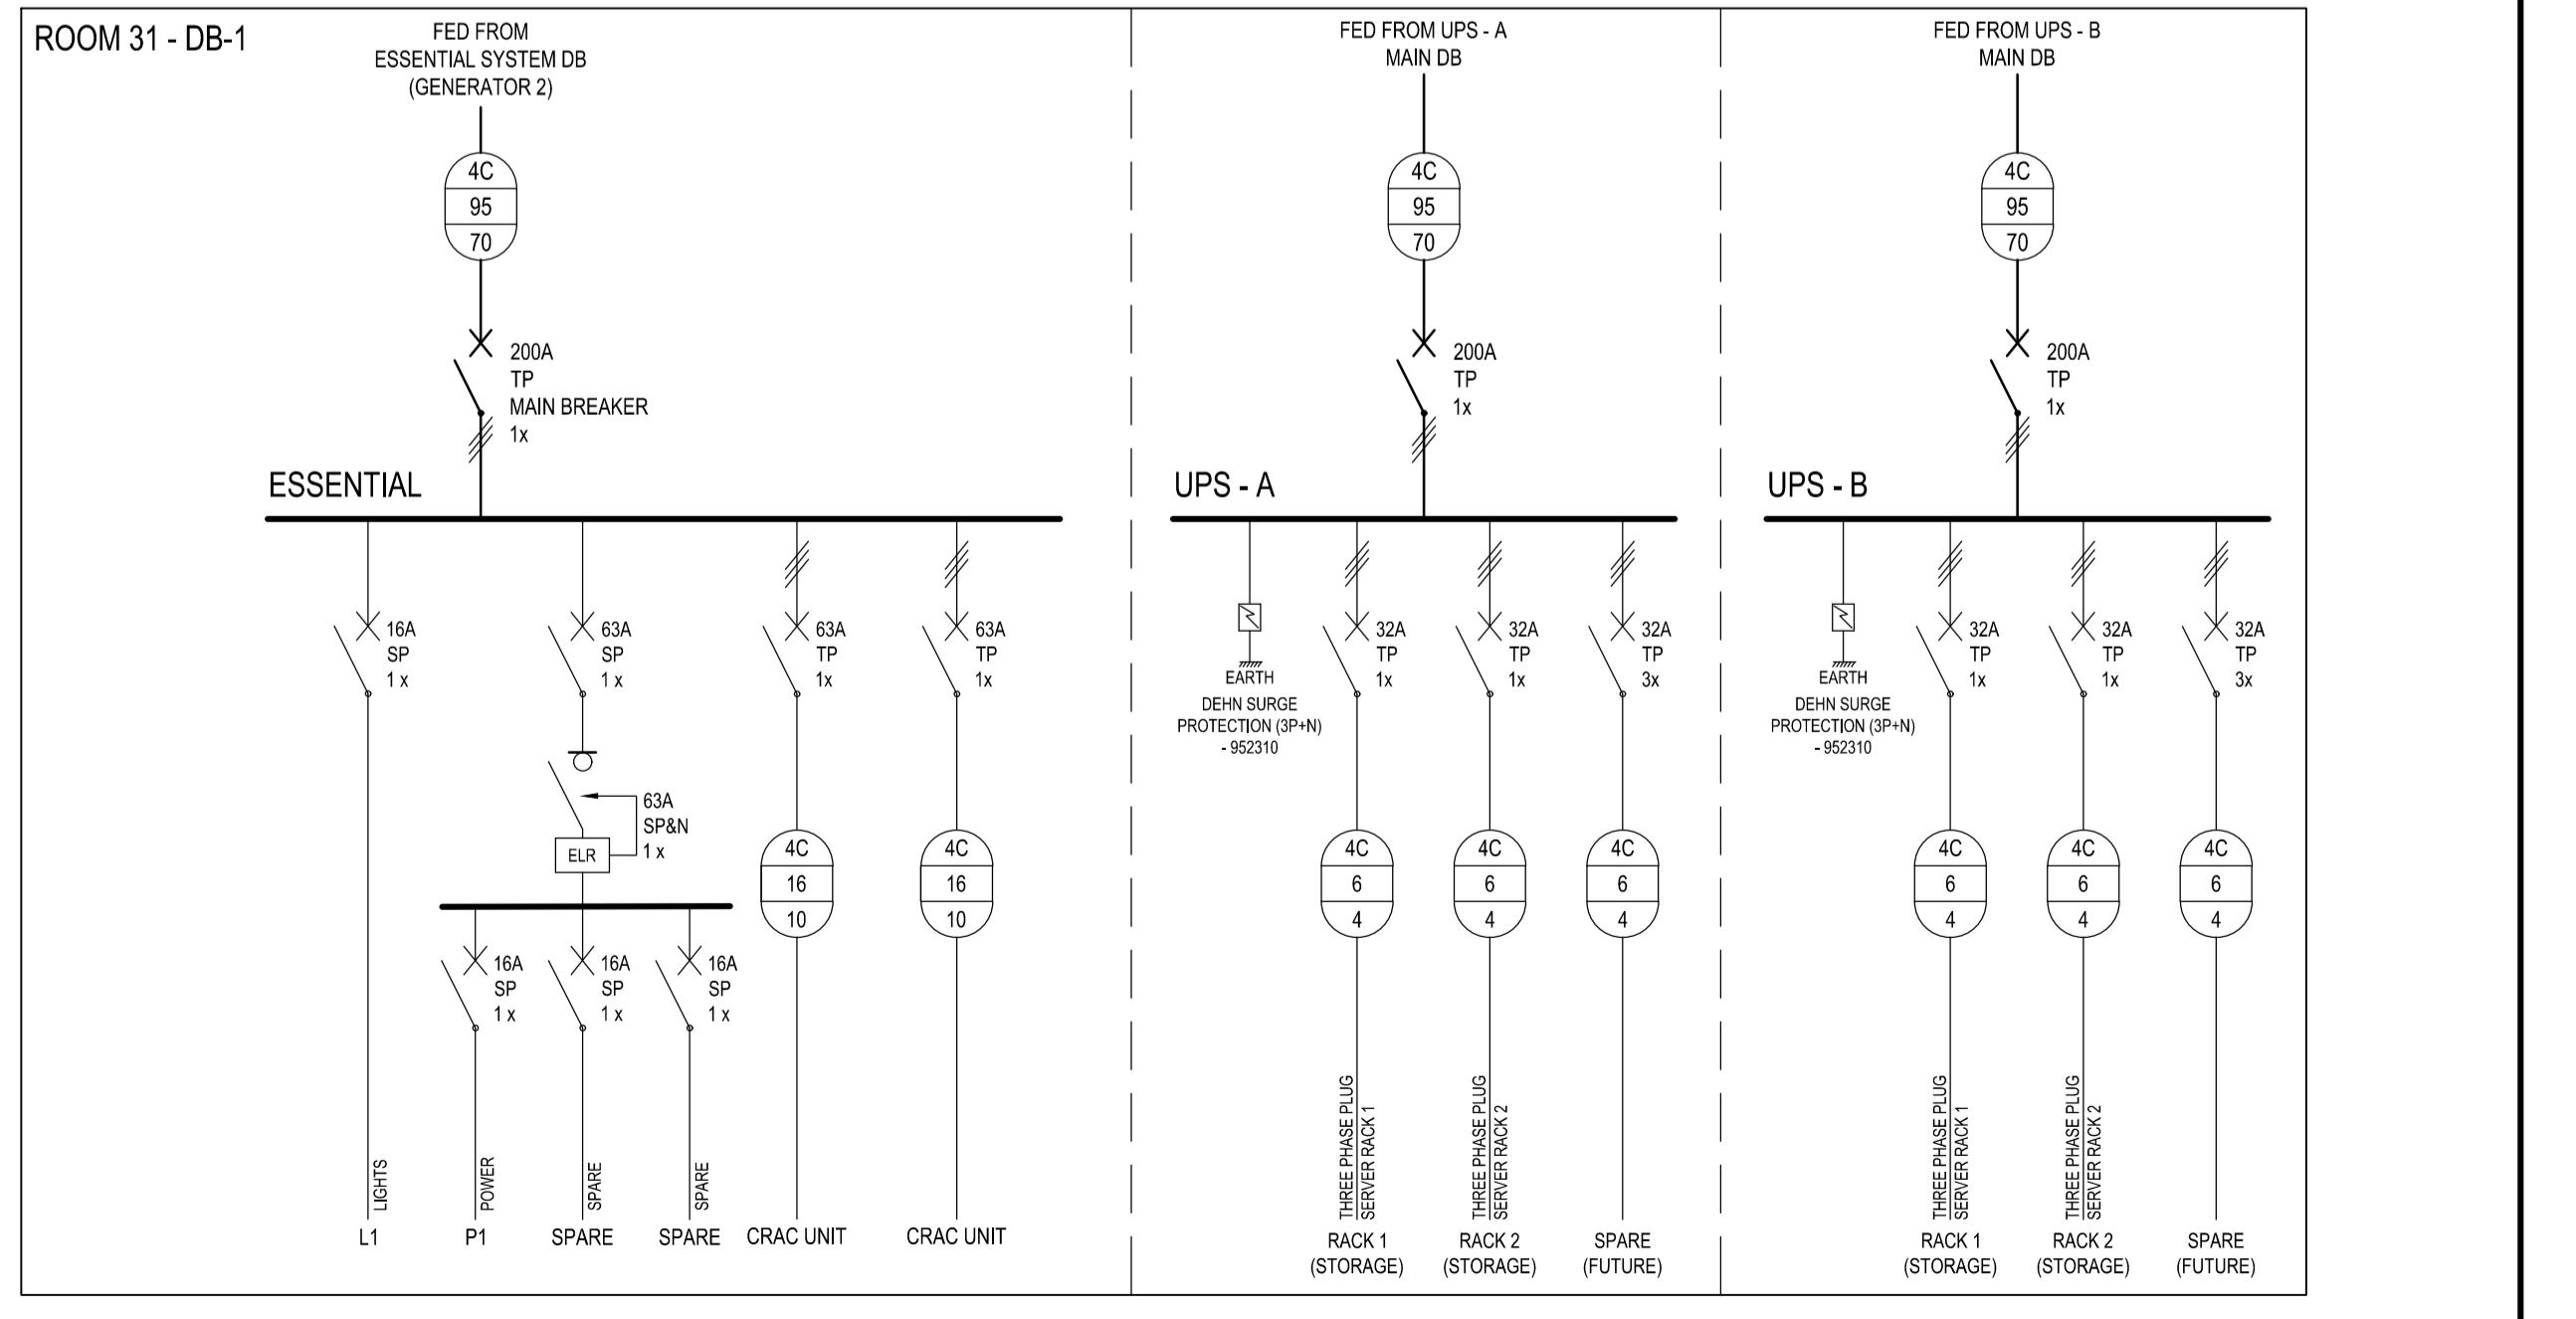 ROOM 31 - DB-1
FED FROM
ESSENTIAL SYSTEM DB
(GENERATOR 2)
4C
95
70
200A
TP
MAIN BREAKER
1x
ESSENTIAL
16A
SP
1 x
LIGHTS
L1
63A
SP
1 x
63A
SP&N
1 x
ELR
16A
SP
1 x
POWER
P1
16A
SP
1 x
SPARE
SPARE
16A
SP
1 x
SPARE
SPARE
63A
TP
1x
4C
16
10
CRAC UNIT
63A
TP
1x
4C
16
10
CRAC UNIT
FED FROM UPS - A
MAIN DB
4C
95
70
200A
TP
1x
UPS - A
EARTH
DEHN SURGE
PROTECTION (3P+N)
- 952310
32A
TP
1x
4C
6
4
THREE PHASE PLUG
SERVER RACK 1
RACK 1
(STORAGE)
32A
TP
1x
4C
6
4
THREE PHASE PLUG
SERVER RACK 2
RACK 2
(STORAGE)
32A
TP
3x
4C
6
4
SPARE
(FUTURE)
FED FROM UPS - B
MAIN DB
4C
95
70
200A
TP
1x
UPS - B
EARTH
DEHN SURGE
PROTECTION (3P+N)
- 952310
32A
TP
1x
4C
6
4
THREE PHASE PLUG
SERVER RACK 1
RACK 1
(STORAGE)
32A
TP
1x
4C
6
4
THREE PHASE PLUG
SERVER RACK 2
RACK 2
(STORAGE)
32A
TP
3x
4C
6
4
SPARE
(FUTURE)